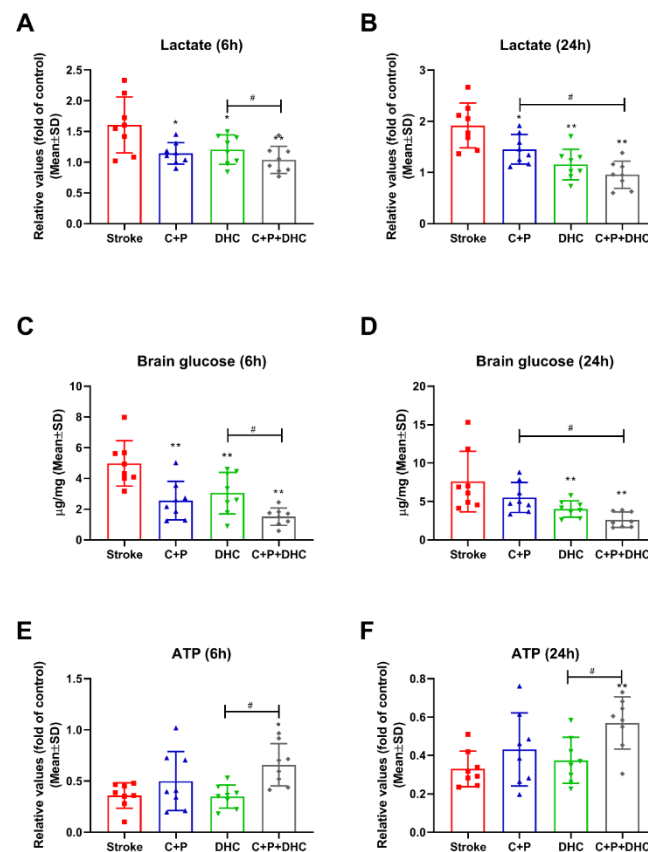 A
Lactate (6h)
Relative values (fold of control)
(Mean±SD)
2.5
2.0
1.5
1.0
0.5
0.0
*
*
#
**
Stroke C+P DHC C+P+DHC
B
Lactate (24h)
Relative values (fold of control)
(Mean±SD)
3
2
1
0
*
**
#
**
Stroke C+P DHC C+P+DHC
C
Brain glucose (6h)
µg/mg (Mean±SD)
10
8
6
4
2
0
**
**
#
**
Stroke C+P DHC C+P+DHC
D
Brain glucose (24h)
µg/mg (Mean±SD)
20
15
10
5
0
#
**
**
Stroke C+P DHC C+P+DHC
E
ATP (6h)
Relative values (fold of control)
(Mean±SD)
1.5
1.0
0.5
0.0
#
*
Stroke C+P DHC C+P+DHC
F
ATP (24h)
Relative values (fold of control)
(Mean±SD)
0.8
0.6
0.4
0.2
0.0
#
**
Stroke C+P DHC C+P+DHC